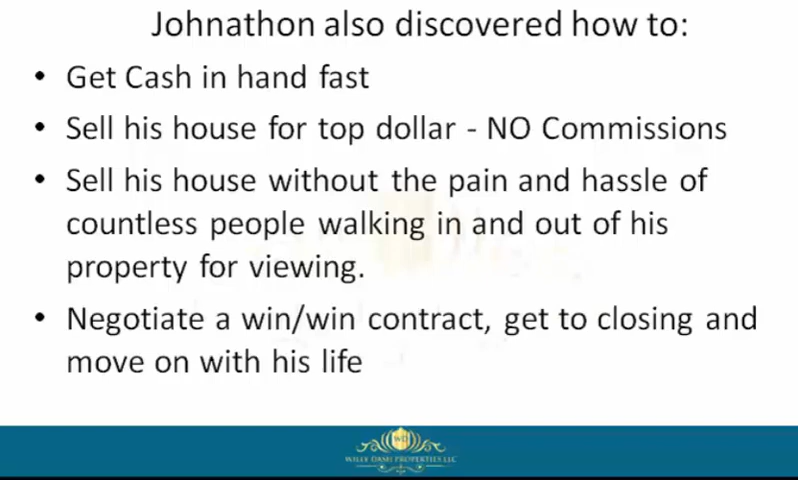 Johnathon also discovered how to:
• Get Cash in hand fast
• Sell his house for top dollar - NO Commissions
• Sell his house without the pain and hassle of
countless people walking in and out of his
property for viewing.
• Negotiate a win/win contract, get to closing and
move on with his life
PROPERTIES LLC